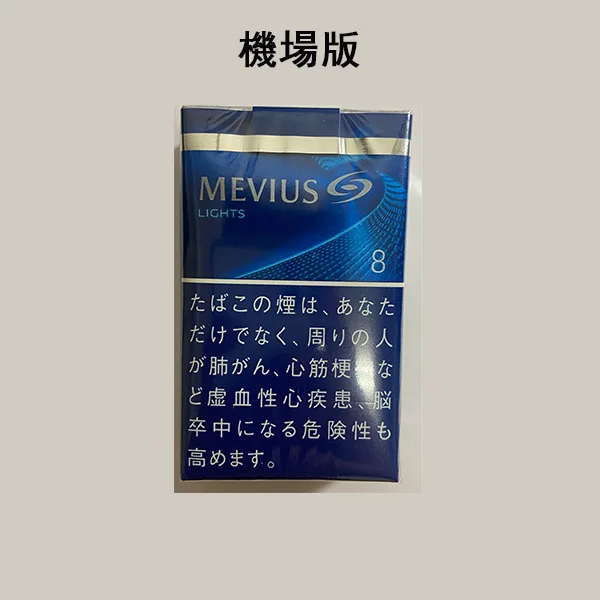 機場版
MEVIUS
LIGHTS
8
たばこの煙は、あなた
だけでなく、周りの人
が肺がん、心筋梗塞な
ど虚血性心疾患、脳
卒中になる危険性も
高めます。